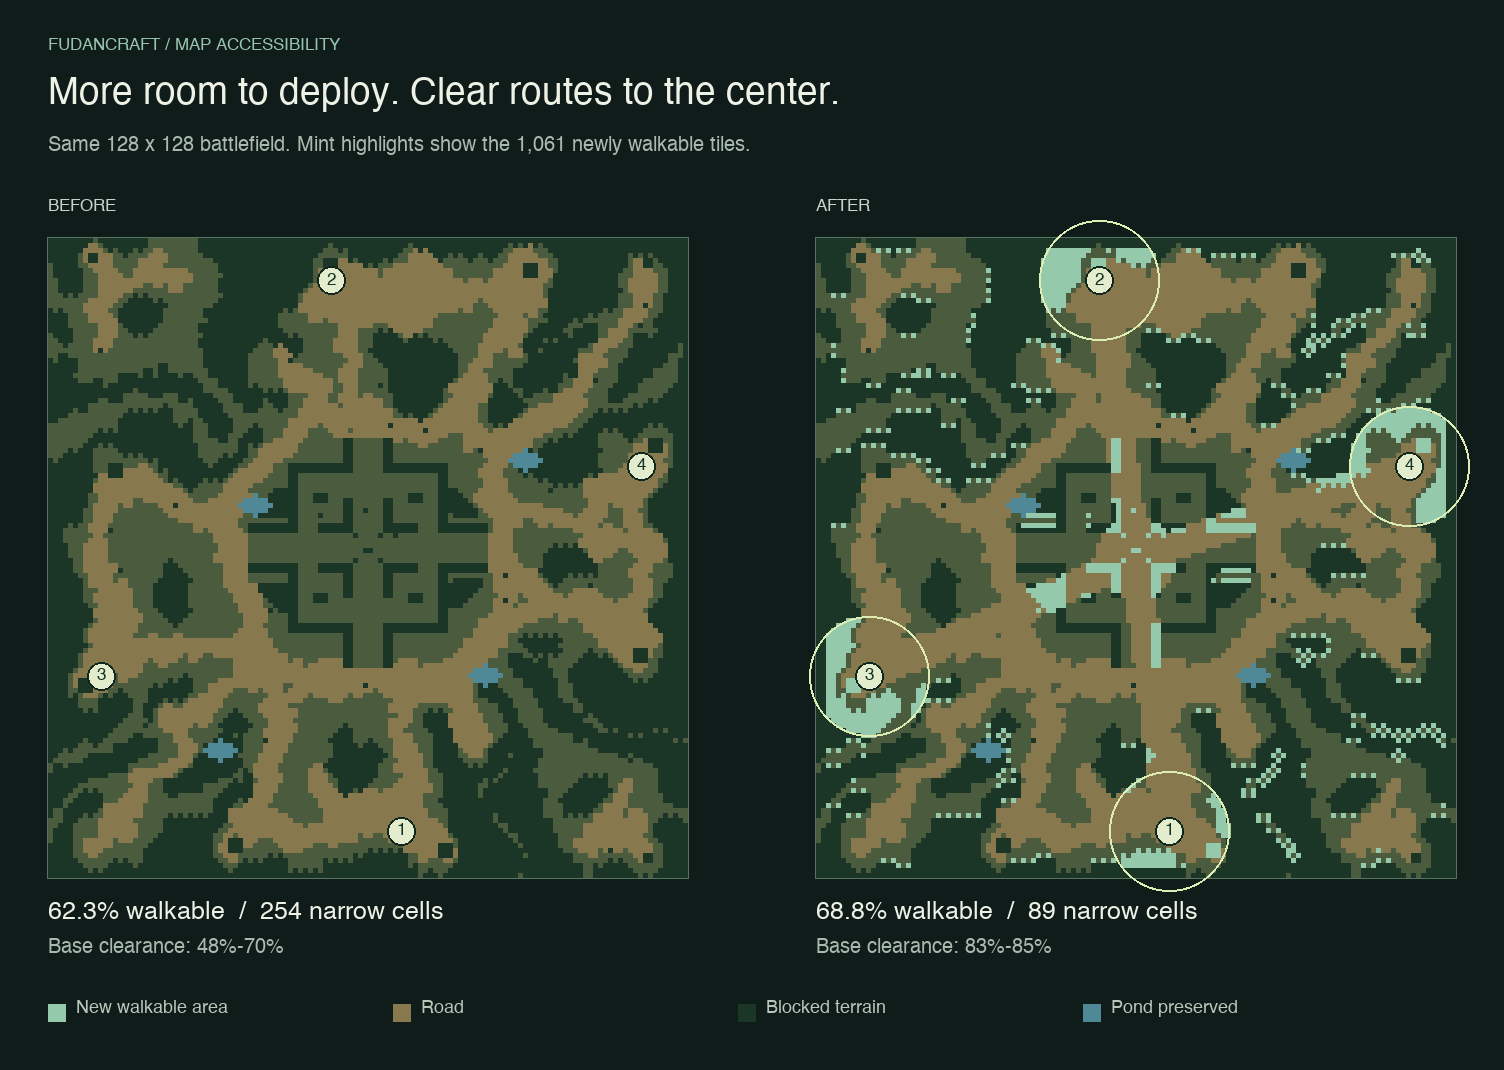 FUDANCRAFT / MAP ACCESSIBILITY
More room to deploy. Clear routes to the center.
Same 128 x 128 battlefield. Mint highlights show the 1,061 newly walkable tiles.
BEFORE
AFTER
2
4
3
1
2
4
3
1
62.3% walkable / 254 narrow cells
Base clearance: 48%-70%
68.8% walkable / 89 narrow cells
Base clearance: 83%-85%
New walkable area
Road
Blocked terrain
Pond preserved